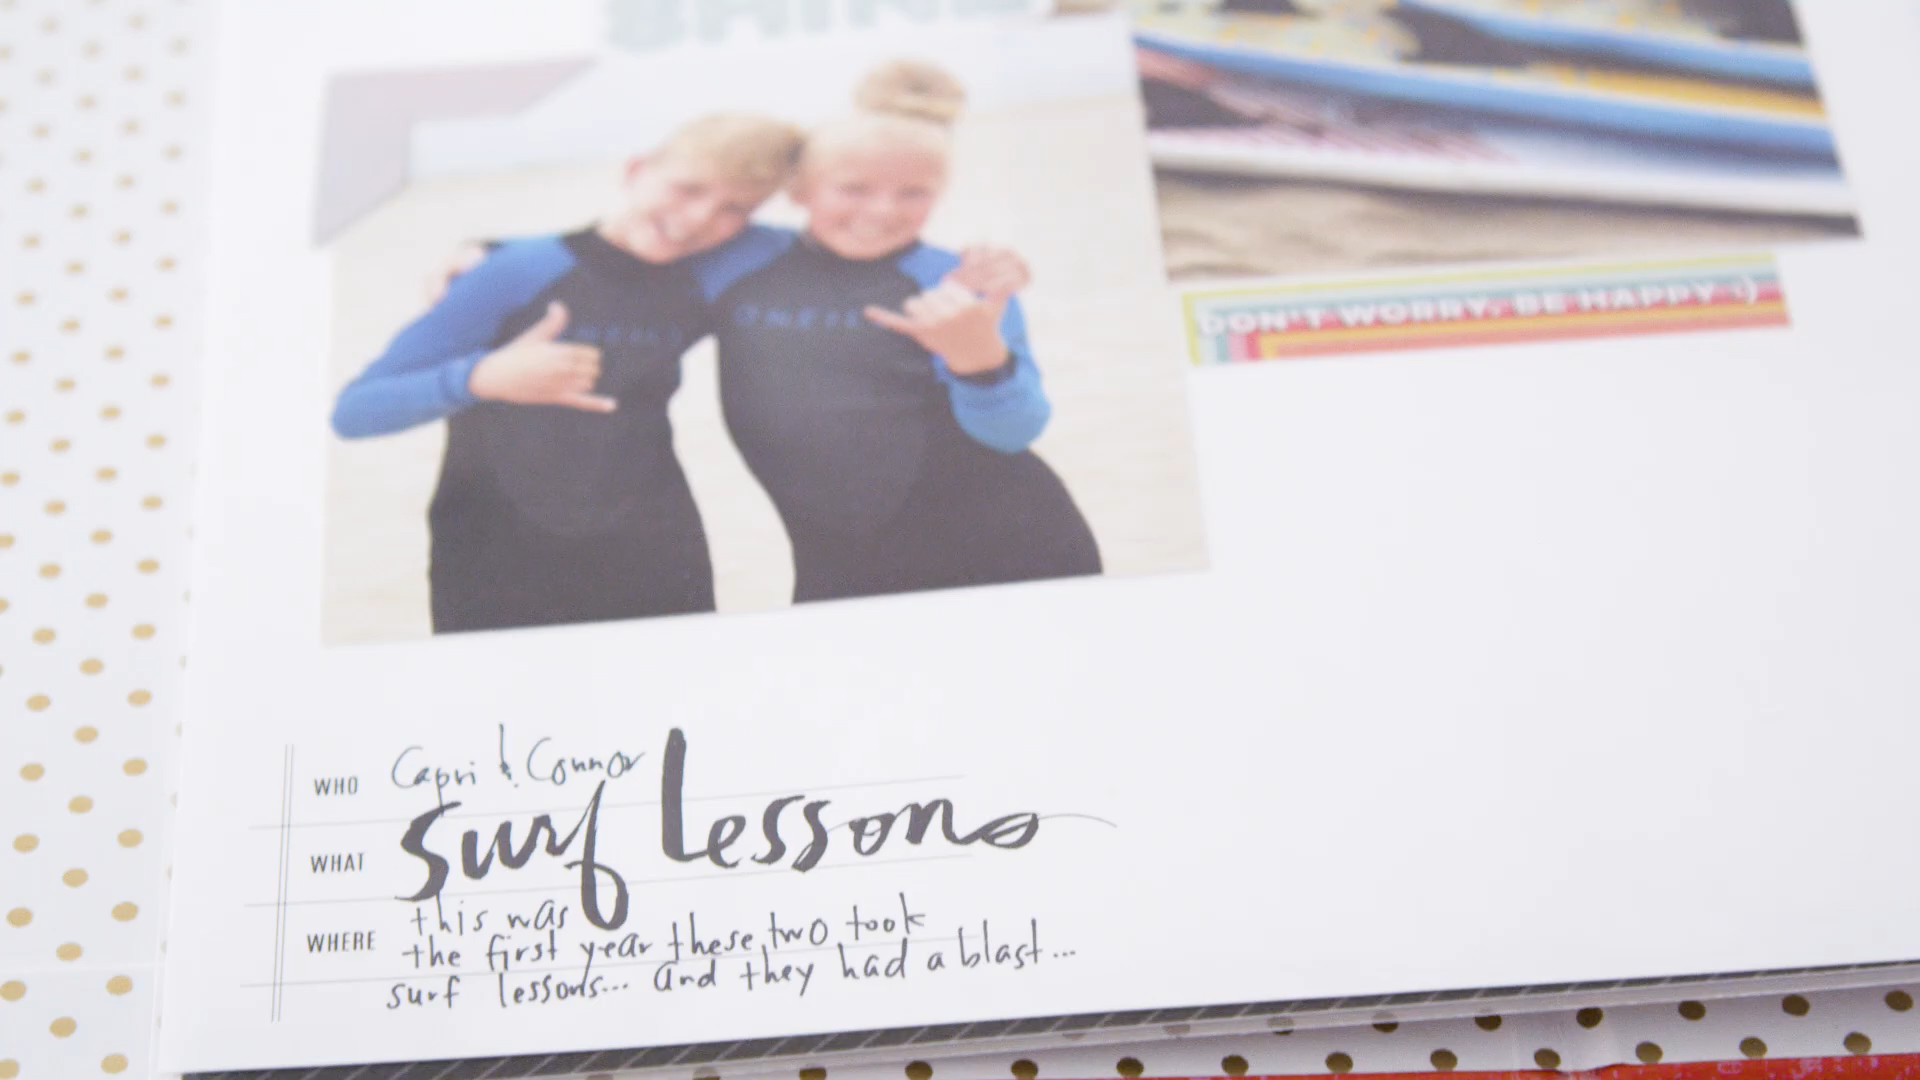 SHINE
DON'T WORRY, BE HAPPY :)
WHO Capri & Connor
WHAT surf lessons
WHERE this was
the first year these two took
surf lessons... and they had a blast...